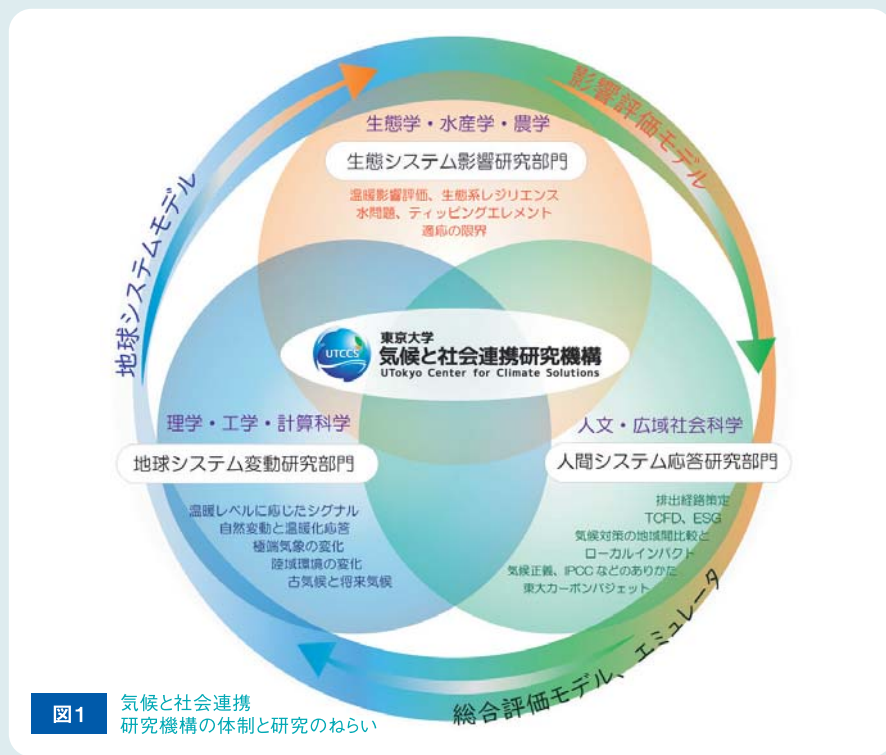 影響評価モデル
地球システムモデル
生態学・水産学・農学
生態システム影響研究部門
温暖影響評価、生態系レジリエンス
水問題、ティッピングエレメント
適応の限界
UTCCS
東京大学
気候と社会連携研究機構
UTokyo Center for Climate Solutions
理学・工学・計算科学
地球システム変動研究部門
温暖レベルに応じたシグナル
自然変動と温暖化応答
極端気象の変化
陸域環境の変化
古気候と将来気候
人文・広域社会科学
人間システム応答研究部門
排出経路策定
TCFD、ESG
気候対策の地域間比較と
ローカルインパクト
気候正義、IPCCなどのありかた
東大カーボンバジェット
総合評価モデル、エミュレータ
図1
気候と社会連携
研究機構の体制と研究のねらい